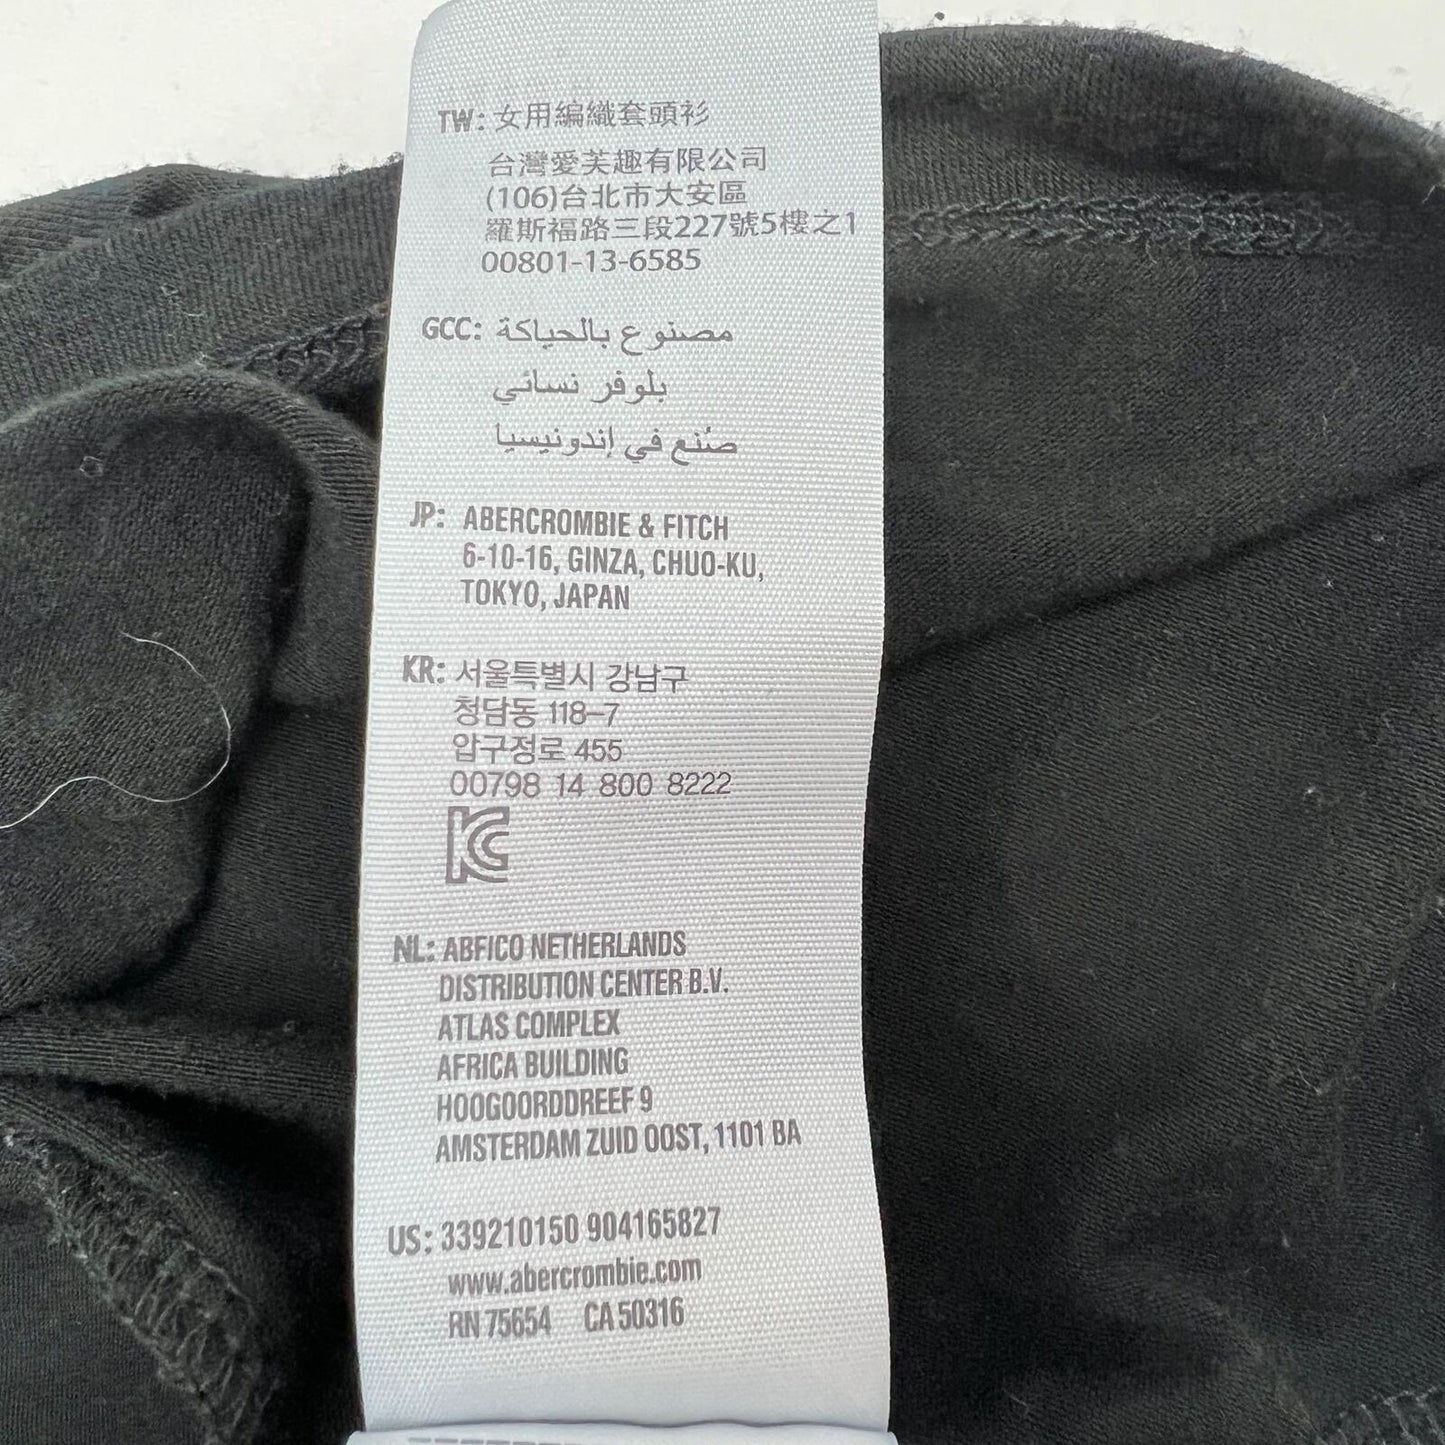 TW: 女用編織套頭衫
台灣愛芙趣有限公司
(106)台北市大安區
羅斯福路三段227號5樓之1
00801-13-6585
GCC: مصنوع بالحياكة
بلوفر نسائي
صُنع في إندونيسيا
JP: ABERCROMBIE & FITCH
6-10-16, GINZA, CHUO-KU,
TOKYO, JAPAN
KR: 서울특별시 강남구
청담동 118-7
압구정로 455
00798 14 800 8222
KC
NL: ABFICO NETHERLANDS
DISTRIBUTION CENTER B.V.
ATLAS COMPLEX
AFRICA BUILDING
HOOGOORDDREEF 9
AMSTERDAM ZUID OOST, 1101 BA
US: 339210150 904165827
www.abercrombie.com
RN 75654 CA 50316